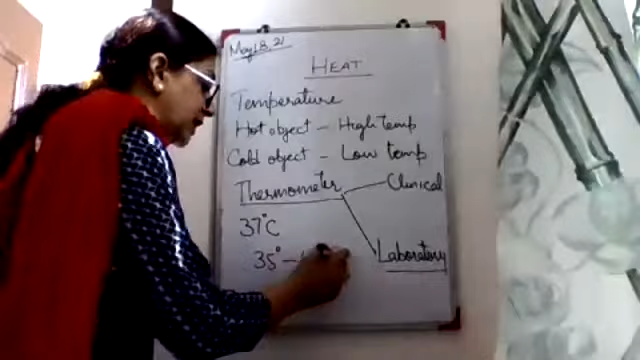 May 18, 21
HEAT
Temperature
Hot object – High temp
Cold object – Low temp
Thermometer Clinical
37°C
35° – Laboratory